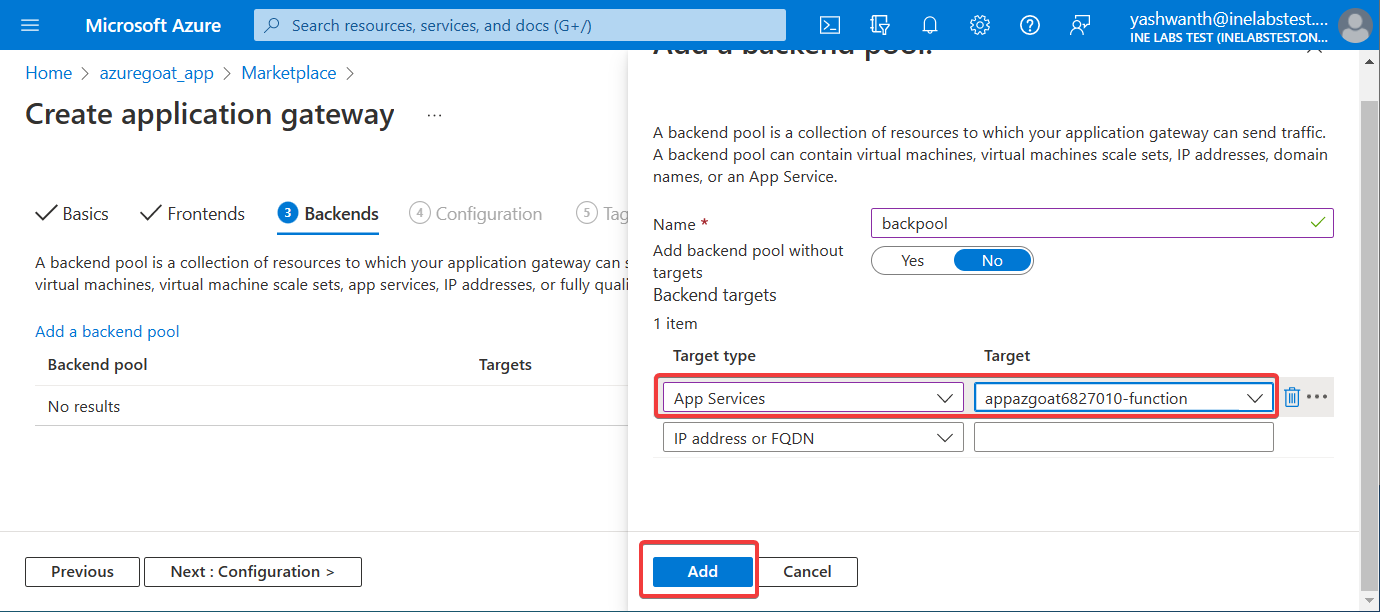 Microsoft Azure
Search resources, services, and docs (G+/)
yashwanth@inelabstest....
INE LABS TEST (INELABSTEST.ON...
Home > azuregoat_app > Marketplace >
Create application gateway ...
Basics
Frontends
3 Backends
4 Configuration
5 Tag
A backend pool is a collection of resources to which your application gateway can s
virtual machines, virtual machine scale sets, app services, IP addresses, or fully quali
Add a backend pool
Backend pool Targets
No results
Previous
Next : Configuration >
Add a backend pool.
A backend pool is a collection of resources to which your application gateway can send traffic.
A backend pool can contain virtual machines, virtual machines scale sets, IP addresses, domain
names, or an App Service.
Name * backpool
Add backend pool without
targets
Yes No
Backend targets
1 item
Target type Target
App Services appazgoat6827010-function
IP address or FQDN
Add
Cancel